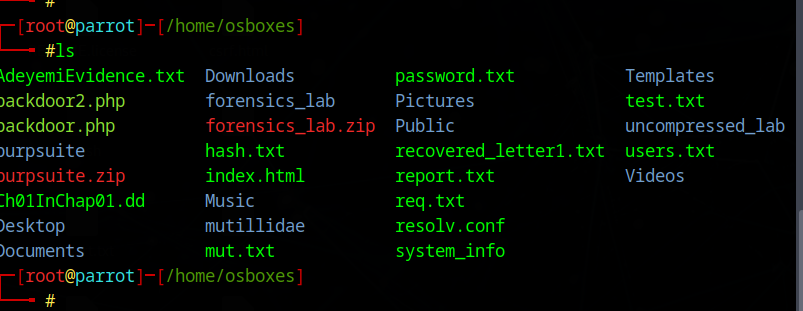 #
┌─[root@parrot]─[/home/osboxes]
└──╼ #ls
AdeyemiEvidence.txt  Downloads          password.txt           Templates
backdoor2.php        forensics_lab      Pictures               test.txt
backdoor.php         forensics_lab.zip  Public                 uncompressed_lab
burpsuite            hash.txt           recovered_letter1.txt  users.txt
burpsuite.zip        index.html         report.txt             Videos
Ch01InChap01.dd      Music              req.txt
Desktop              mutillidae         resolv.conf
Documents            mut.txt            system_info
┌─[root@parrot]─[/home/osboxes]
└──╼ #